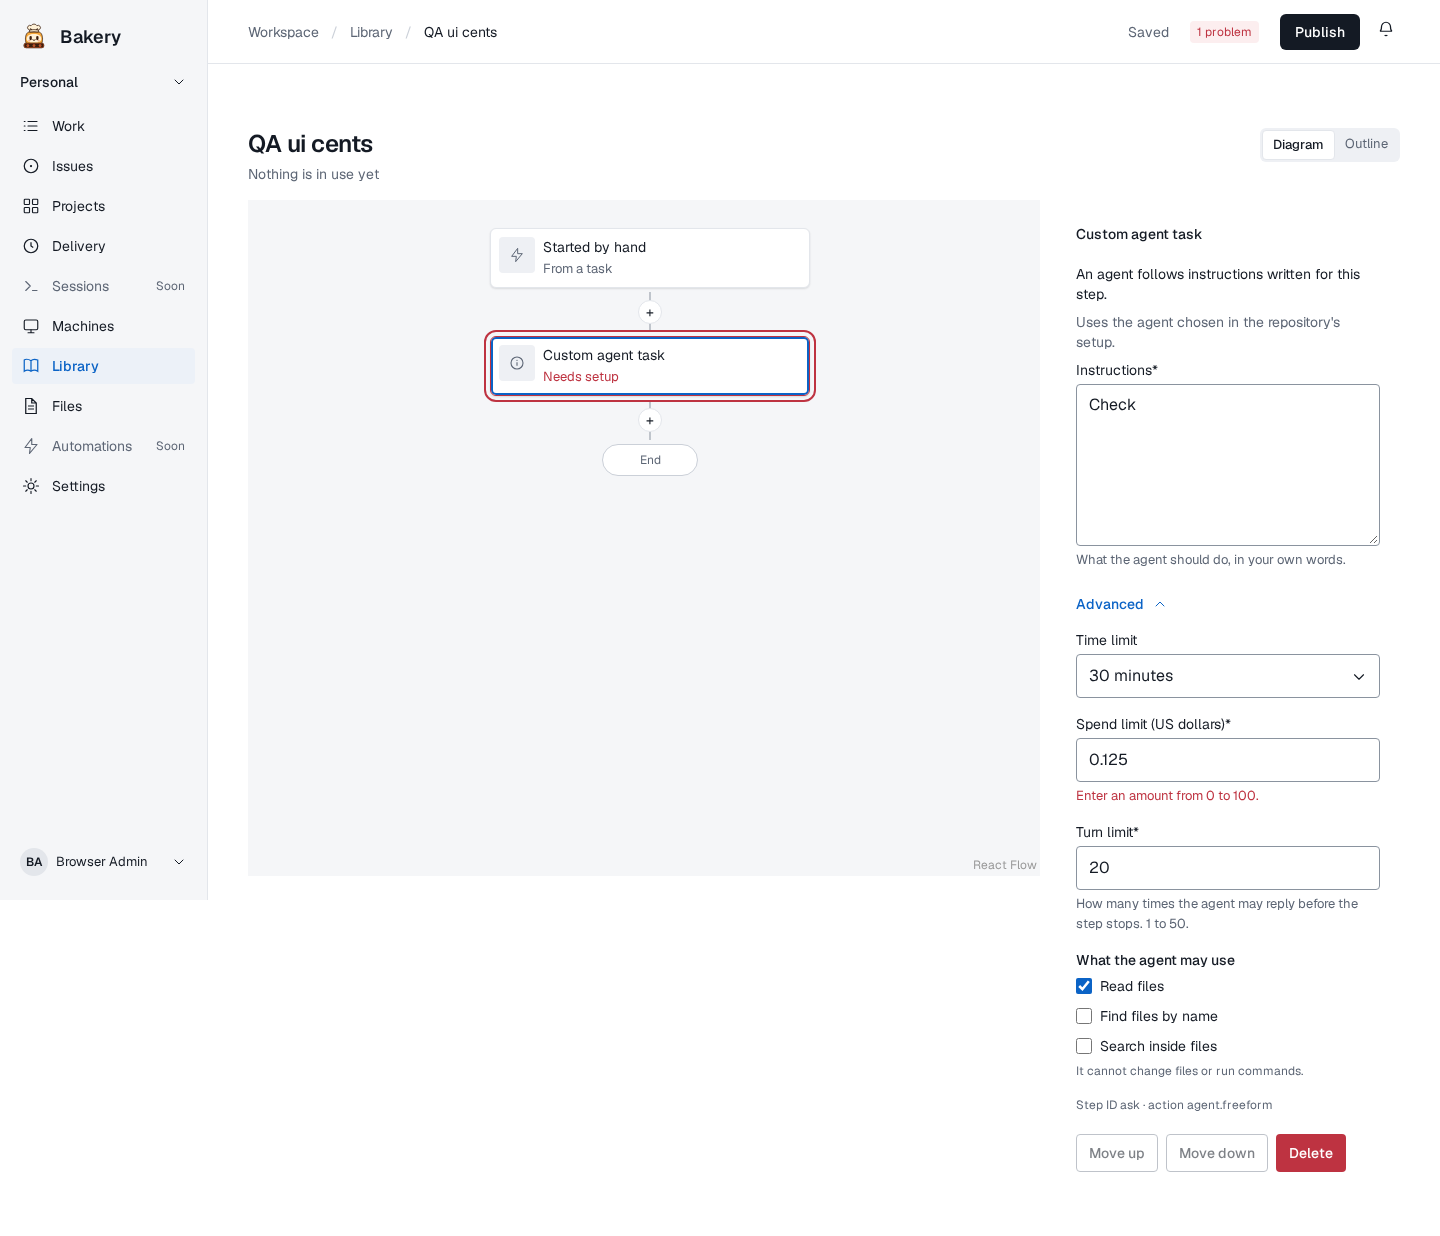 Bakery
Personal
Work
Issues
Projects
Delivery
Sessions Soon
Machines
Library
Files
Automations Soon
Settings
BA Browser Admin
Workspace / Library / QA ui cents
Saved 1 problem Publish
QA ui cents
Nothing is in use yet
Diagram Outline
Started by hand
From a task
+
Custom agent task
Needs setup
+
End
React Flow
Custom agent task
An agent follows instructions written for this
step.
Uses the agent chosen in the repository's
setup.
Instructions*
Check
What the agent should do, in your own words.
Advanced
Time limit
30 minutes
Spend limit (US dollars)*
0.125
Enter an amount from 0 to 100.
Turn limit*
20
How many times the agent may reply before the
step stops. 1 to 50.
What the agent may use
Read files
Find files by name
Search inside files
It cannot change files or run commands.
Step ID ask · action agent.freeform
Move up Move down Delete